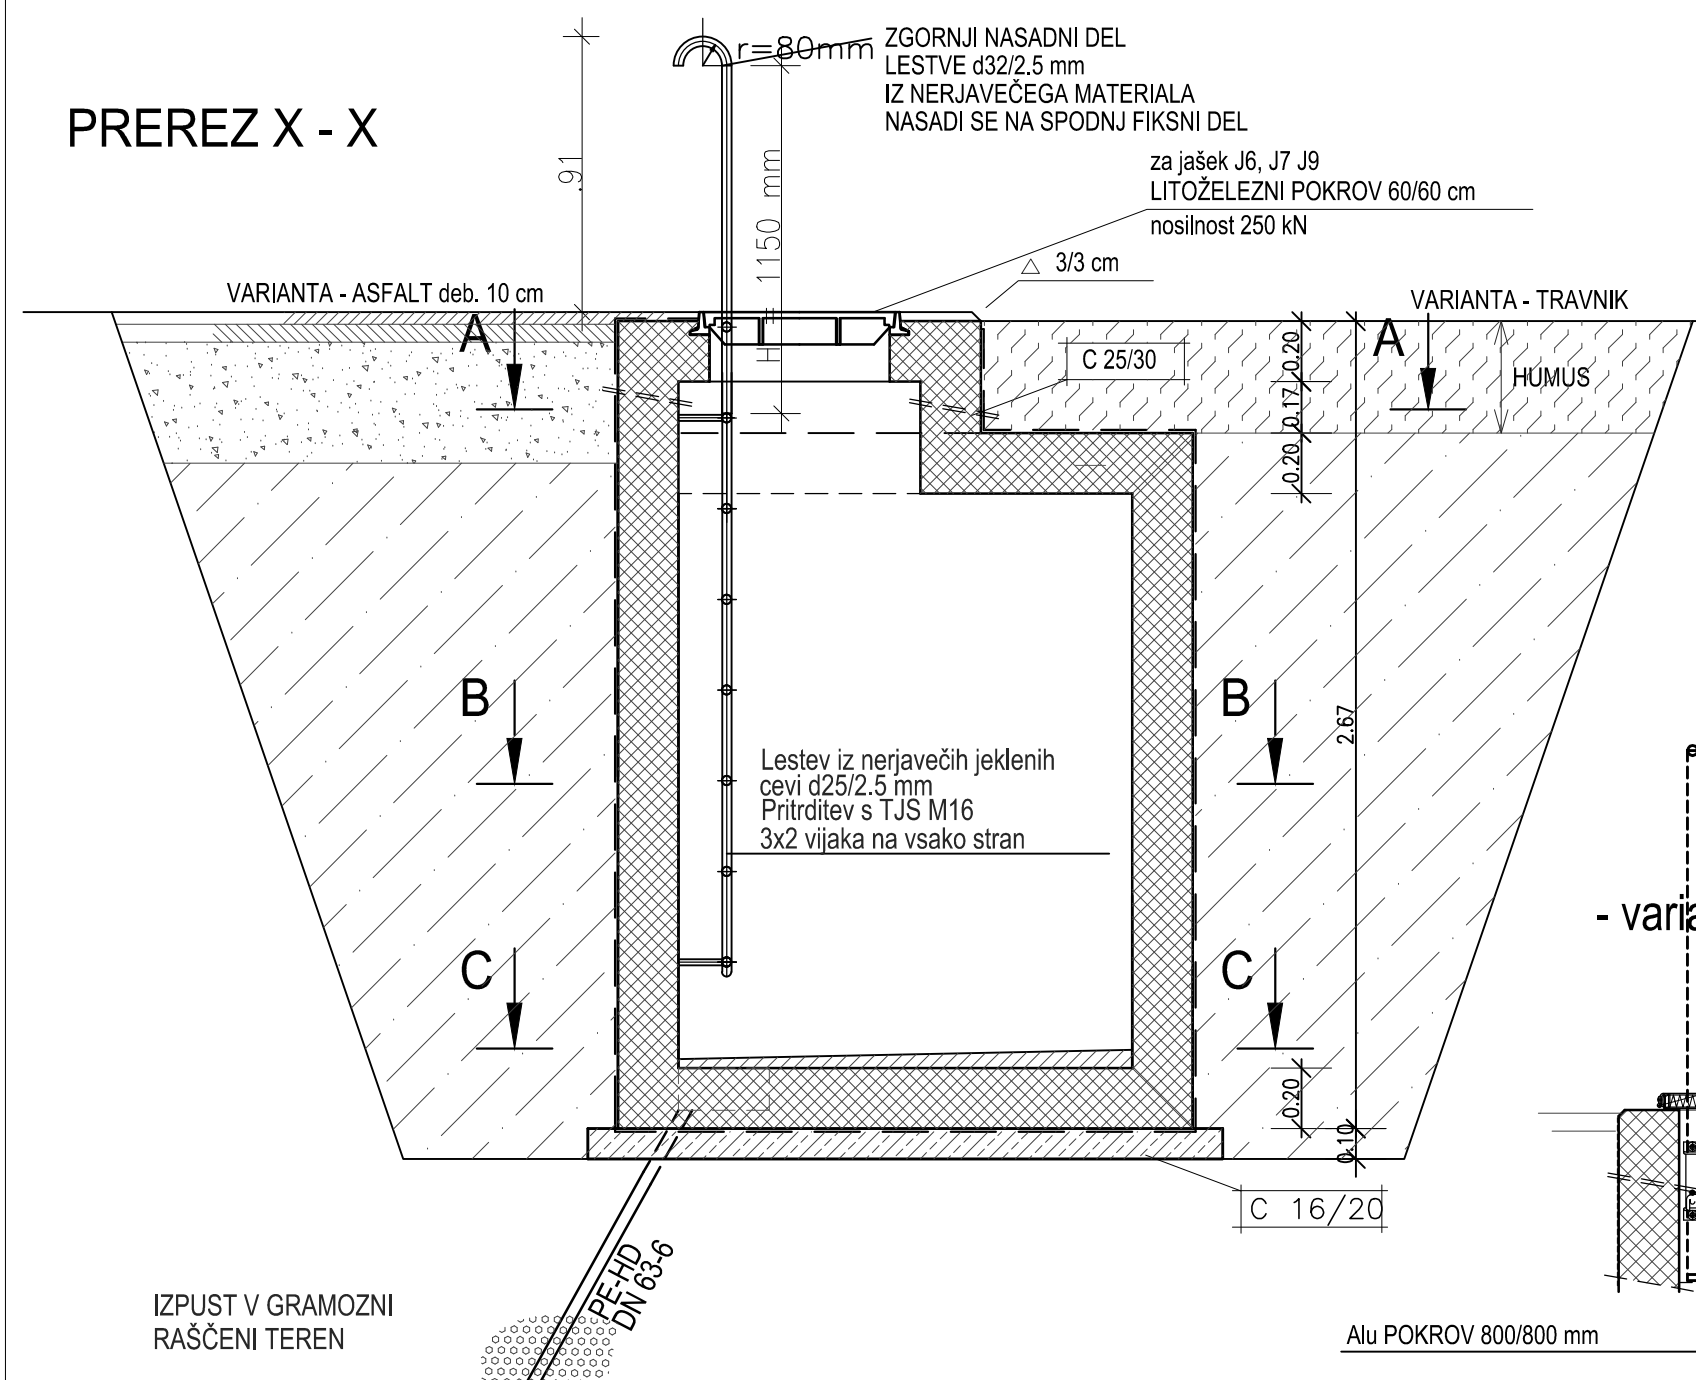 PREREZ X - X
.91
r=80mm
ZGORNJI NASADNI DEL
LESTVE d32/2.5 mm
IZ NERJAVEČEGA MATERIALA
NASADI SE NA SPODNJ FIKSNI DEL
za jašek J6, J7 J9
LITOŽELEZNI POKROV 60/60 cm
nosilnost 250 kN
3/3 cm
H= 1150 mm
VARIANTA - ASFALT deb. 10 cm
VARIANTA - TRAVNIK
A
A
C 25/30
HUMUS
0.20
0.17
0.20
2.67
B
B
Lestev iz nerjavečih jeklenih
cevi d25/2.5 mm
Pritrditev s TJS M16
3x2 vijaka na vsako stran
C
C
0.20
0.10
C 16/20
PE-HD
DN 63-6
IZPUST V GRAMOZNI
RAŠČENI TEREN
Alu POKROV 800/800 mm